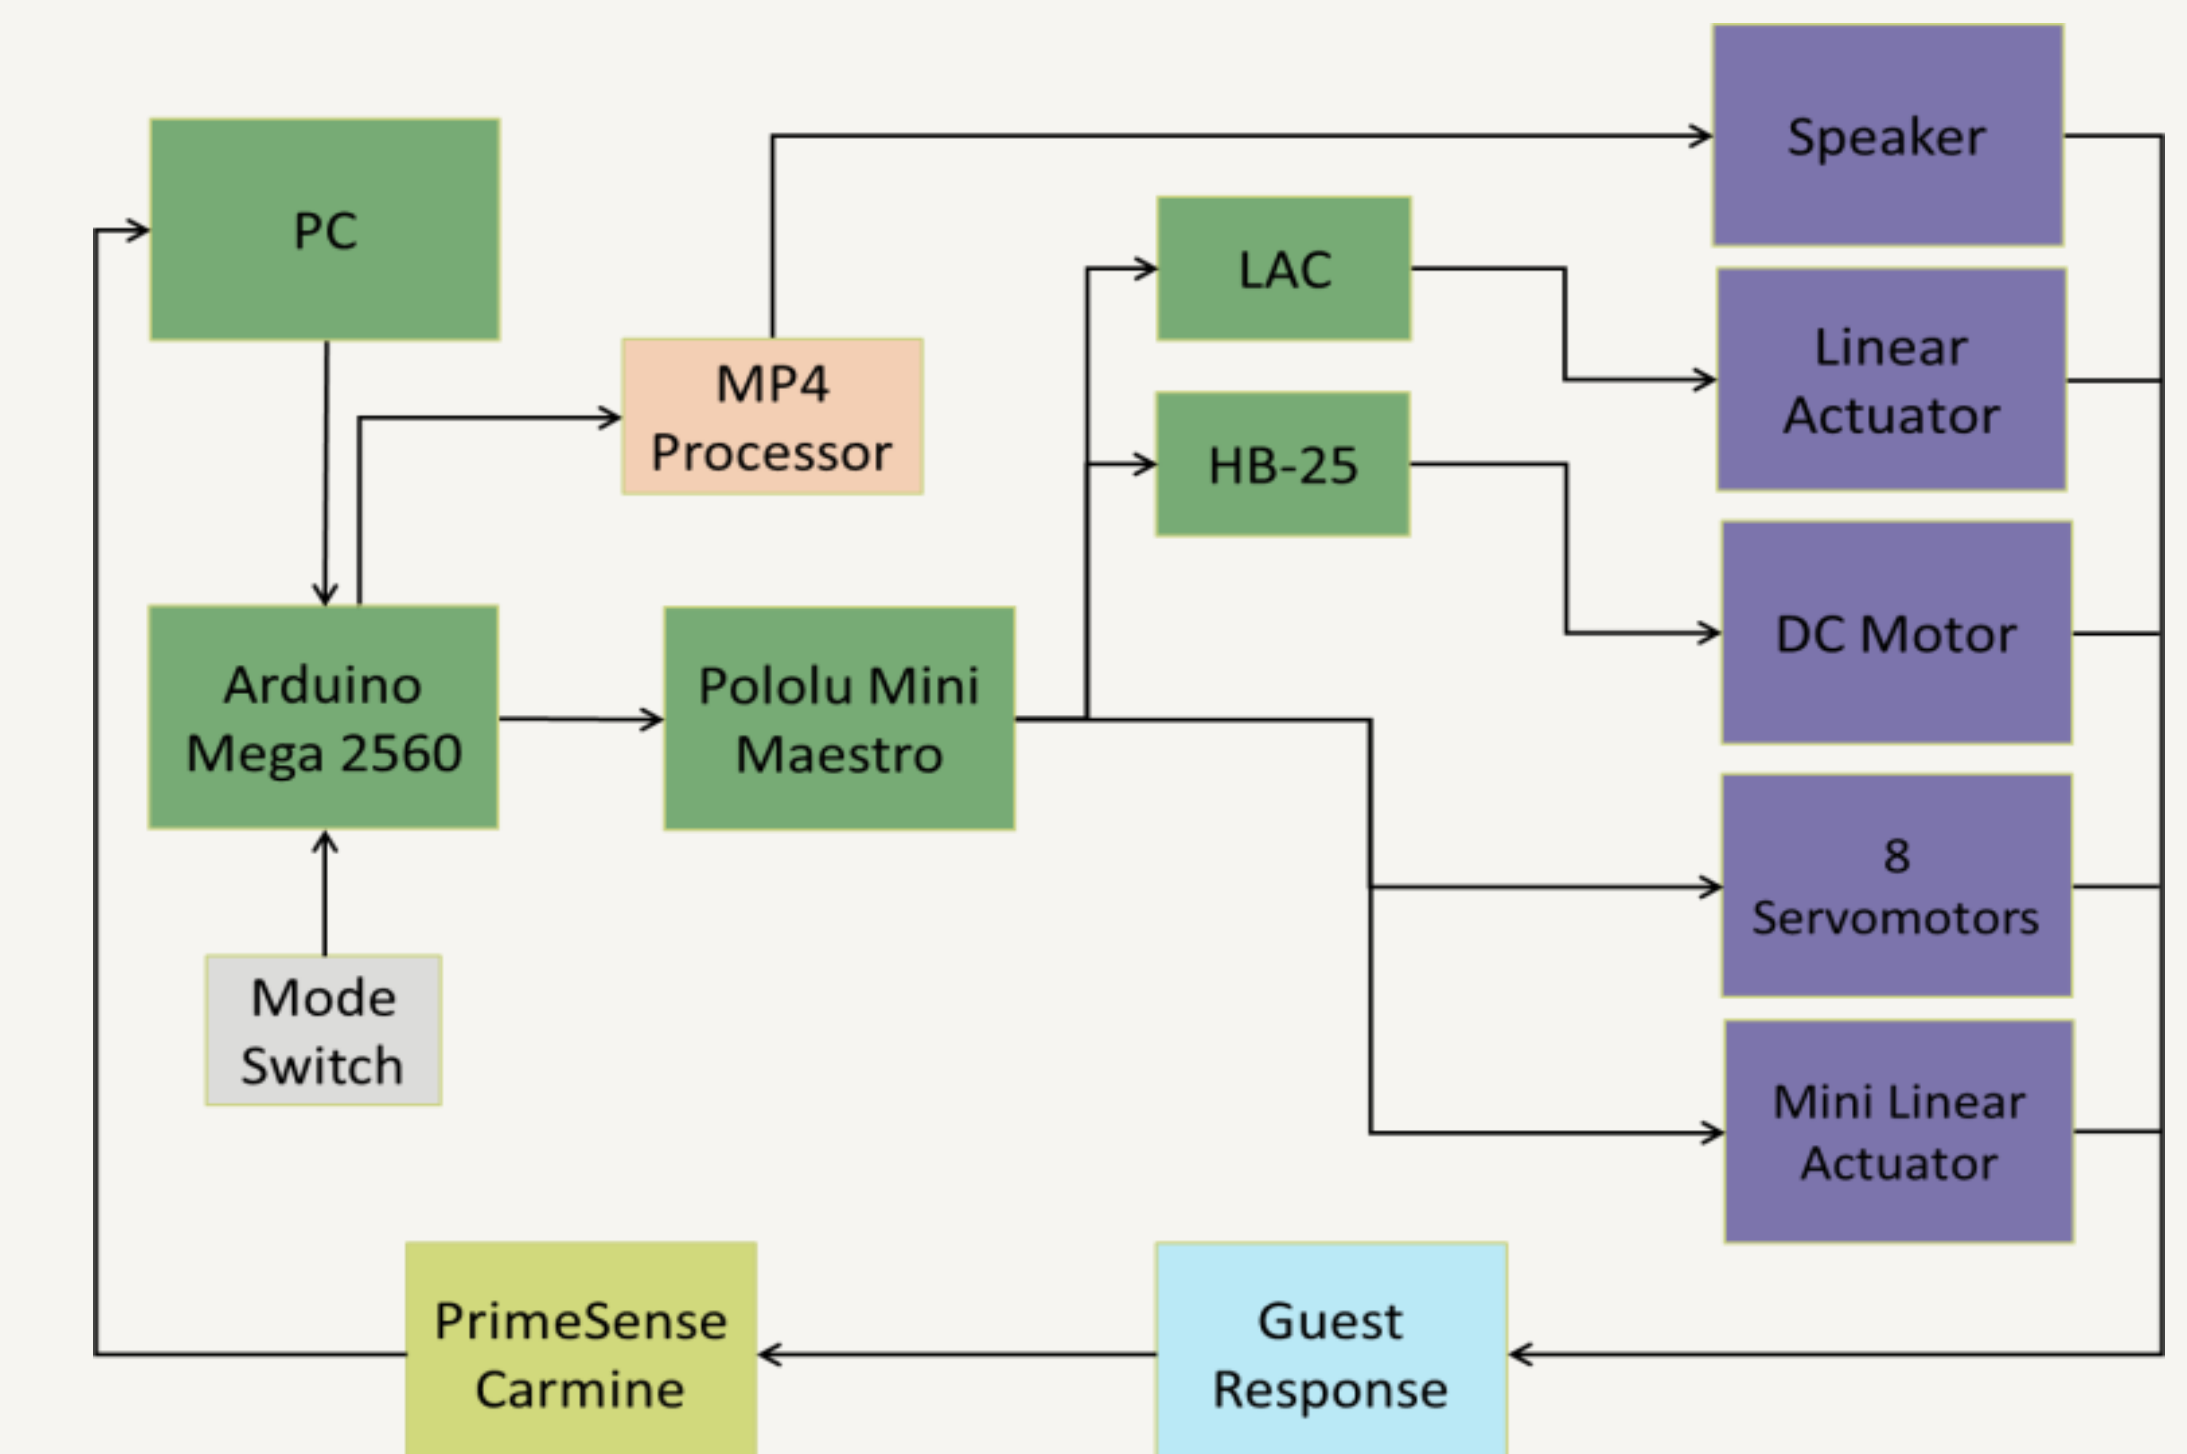 Speaker
PC
LAC
Linear
Actuator
MP4
Processor
HB-25
DC Motor
Arduino
Mega 2560
Pololu Mini
Maestro
8
Servomotors
Mode
Switch
Mini Linear
Actuator
PrimeSense
Carmine
Guest
Response